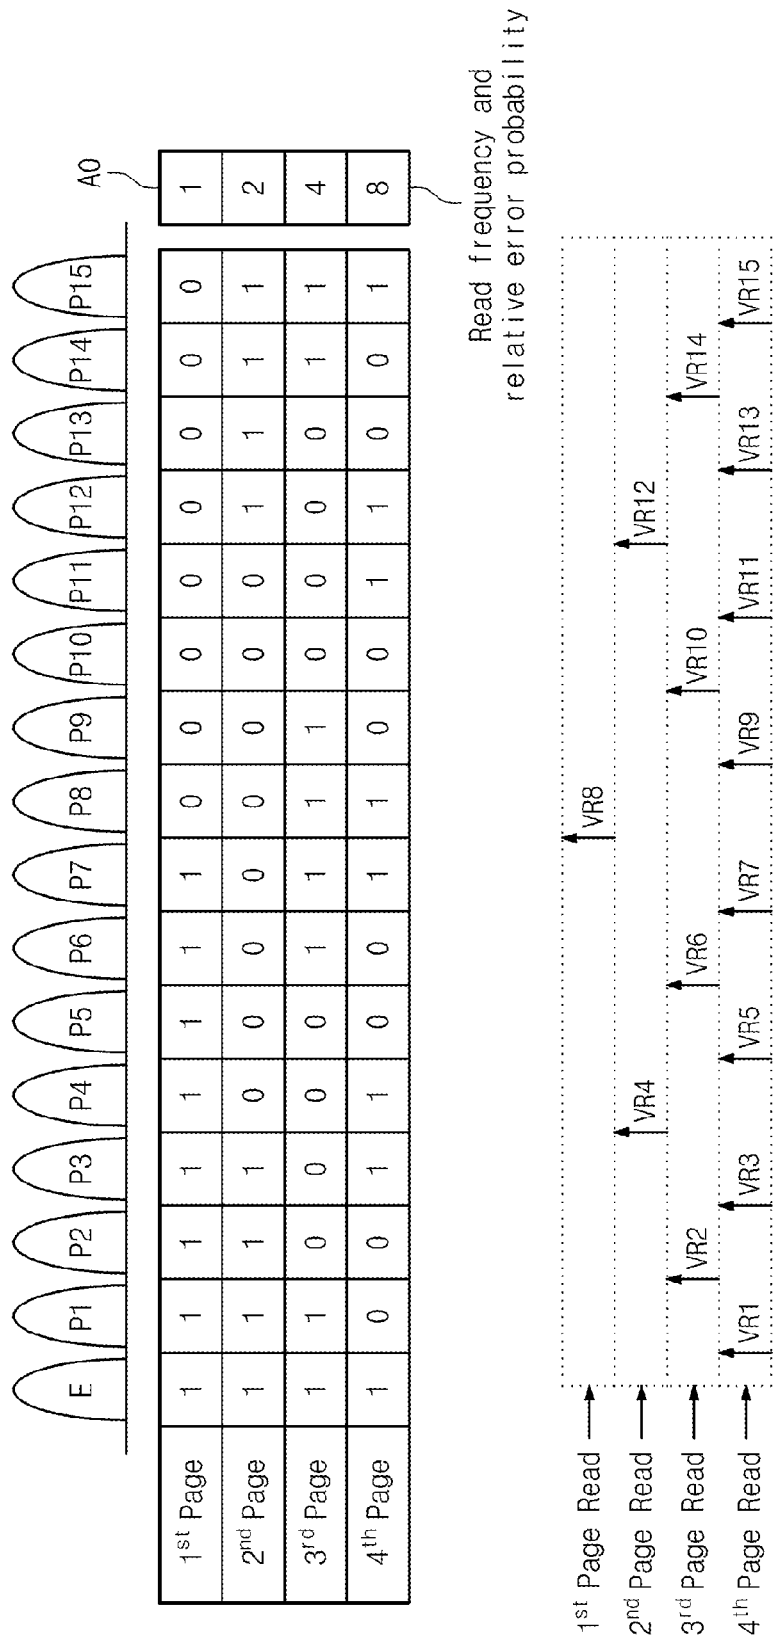 E P1 P2 P3 P4 P5 P6 P7 P8 P9 P10 P11 P12 P13 P14 P15
A0
1st Page 1 1 1 1 1 1 1 1 0 0 0 0 0 0 0 0 1
2nd Page 1 1 1 1 0 0 0 0 0 0 0 0 1 1 1 1 2
3rd Page 1 1 0 0 0 0 1 1 1 1 0 0 0 0 1 1 4
4th Page 1 0 0 1 1 0 0 1 1 0 0 1 1 0 0 1 8
Read frequency and
relative error probability
1st Page Read VR8
2nd Page Read VR4 VR12
3rd Page Read VR2 VR6 VR10 VR14
4th Page Read VR1 VR3 VR5 VR7 VR9 VR11 VR13 VR15